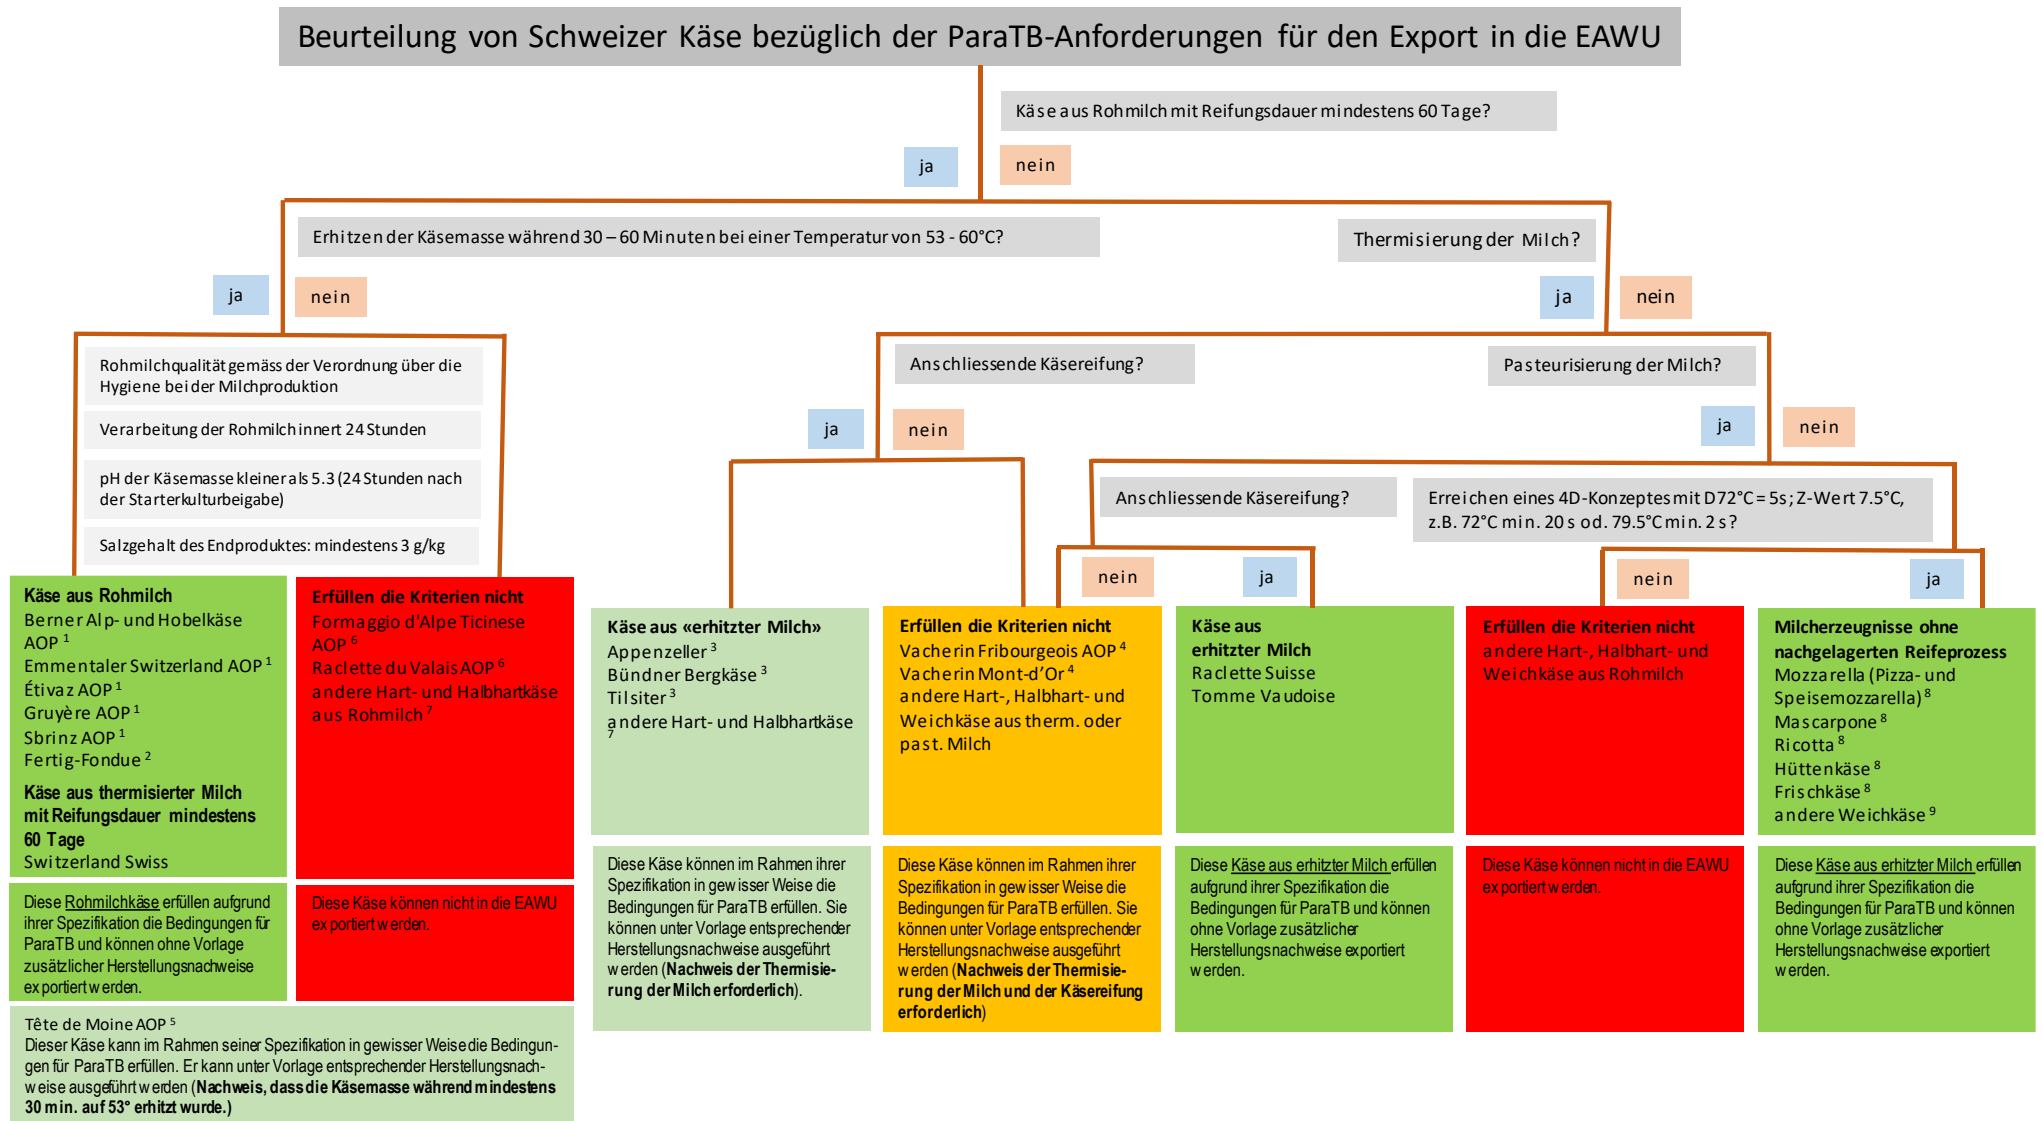 Beurteilung von Schweizer Käse bezüglich der ParaTB-Anforderungen für den Export in die EAWU
Käse aus Rohmilch mit Reifungsdauer mindestens 60 Tage?
ja
nein
Erhitzen der Käsemasse während 30 – 60 Minuten bei einer Temperatur von 53 - 60°C?
Thermisierung der Milch?
ja
nein
ja
nein
Rohmilchqualität gemäss der Verordnung über die
Hygiene bei der Milchproduktion
Verarbeitung der Rohmilch innert 24 Stunden
pH der Käsemasse kleiner als 5.3 (24 Stunden nach
der Starterkulturbeigabe)
Salzgehalt des Endproduktes: mindestens 3 g/kg
Anschliessende Käsereifung?
Pasteurisierung der Milch?
ja
nein
ja
nein
Anschliessende Käsereifung?
Erreichen eines 4D-Konzeptes mit D72°C = 5s; Z-Wert 7.5°C,
z.B. 72°C min. 20 s od. 79.5°C min. 2 s?
nein
ja
nein
ja
Käse aus Rohmilch
Berner Alp- und Hobelkäse
AOP 1
Emmentaler Switzerland AOP 1
Étivaz AOP 1
Gruyère AOP 1
Sbrinz AOP 1
Fertig-Fondue 2
Käse aus thermisierter Milch
mit Reifungsdauer mindestens
60 Tage
Switzerland Swiss
Diese Rohmilchkäse erfüllen aufgrund
ihrer Spezifikation die Bedingungen für
ParaTB und können ohne Vorlage
zusätzlicher Herstellungsnachweise
exportiert werden.
Erfüllen die Kriterien nicht
Formaggio d'Alpe Ticinese
AOP 6
Raclette du Valais AOP 6
andere Hart- und Halbhartkäse
aus Rohmilch 7
Diese Käse können nicht in die EAWU
exportiert werden.
Tête de Moine AOP 5
Dieser Käse kann im Rahmen seiner Spezifikation in gewisser Weise die Bedingun-
gen für ParaTB erfüllen. Er kann unter Vorlage entsprechender Herstellungsnach-
weise ausgeführt werden (Nachweis, dass die Käsemasse während mindestens
30 min. auf 53° erhitzt wurde.)
Käse aus «erhitzter Milch»
Appenzeller 3
Bündner Bergkäse 3
Tilsiter 3
andere Hart- und Halbhartkäse
7
Diese Käse können im Rahmen ihrer
Spezifikation in gewisser Weise die
Bedingungen für ParaTB erfüllen. Sie
können unter Vorlage entsprechender
Herstellungsnachweise ausgeführt
werden (Nachweis der Thermisie-
rung der Milch erforderlich).
Erfüllen die Kriterien nicht
Vacherin Fribourgeois AOP 4
Vacherin Mont-d’Or 4
andere Hart-, Halbhart- und
Weichkäse aus therm. oder
past. Milch
Diese Käse können im Rahmen ihrer
Spezifikation in gewisser Weise die
Bedingungen für ParaTB erfüllen. Sie
können unter Vorlage entsprechender
Herstellungsnachweise ausgeführt
werden (Nachweis der Thermisie-
rung der Milch und der Käsereifung
erforderlich)
Käse aus
erhitzter Milch
Raclette Suisse
Tomme Vaudoise
Diese Käse aus erhitzter Milch erfüllen
aufgrund ihrer Spezifikation die
Bedingungen für ParaTB und können
ohne Vorlage zusätzlicher
Herstellungsnachweise exportiert
werden.
Erfüllen die Kriterien nicht
andere Hart-, Halbhart- und
Weichkäse aus Rohmilch
Diese Käse können nicht in die EAWU
exportiert werden.
Milcherzeugnisse ohne
nachgelagerten Reifeprozess
Mozzarella (Pizza- und
Speisemozzarella) 8
Mascarpone 8
Ricotta 8
Hüttenkäse 8
Frischkäse 8
andere Weichkäse 9
Diese Käse aus erhitzter Milch erfüllen
aufgrund ihrer Spezifikation die
Bedingungen für ParaTB und können
ohne Vorlage zusätzlicher
Herstellungsnachweise exportiert
werden.